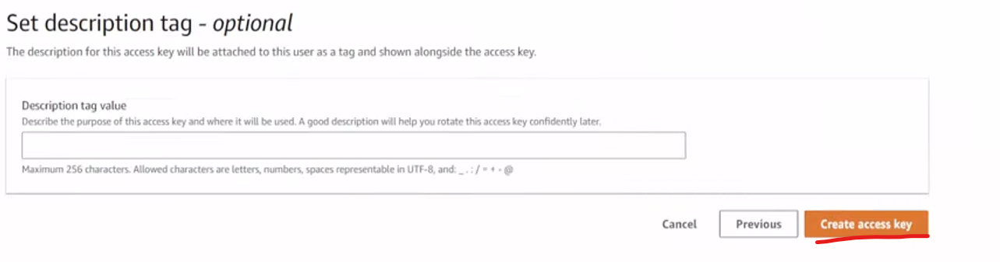 Set description tag - optional
The description for this access key will be attached to this user as a tag and shown alongside the access key.
Description tag value
Describe the purpose of this access key and where it will be used. A good description will help you rotate this access key confidently later.
Maximum 256 characters. Allowed characters are letters, numbers, spaces representable in UTF-8, and: _ . : / = + - @
Cancel Previous Create access key